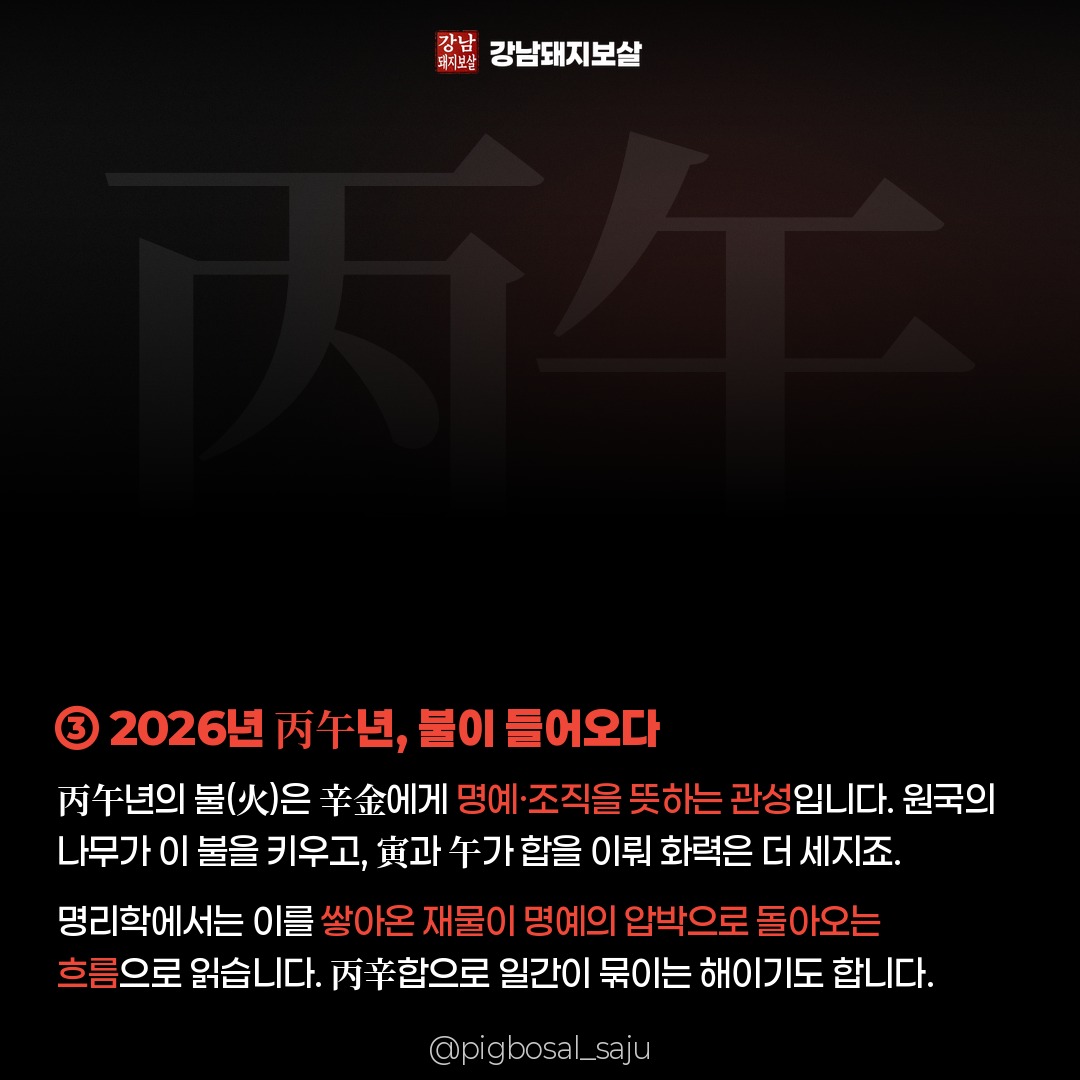 강남
돼지보살
강남돼지보살
丙午
③ 2026년 丙午년, 불이 들어오다
丙午년의 불(火)은 辛金에게 명예·조직을 뜻하는 관성입니다. 원국의
나무가 이 불을 키우고, 寅과 午가 합을 이뤄 화력은 더 세지죠.
명리학에서는 이를 쌓아온 재물이 명예의 압박으로 돌아오는
흐름으로 읽습니다. 丙辛합으로 일간이 묶이는 해이기도 합니다.
@pigbosal_saju